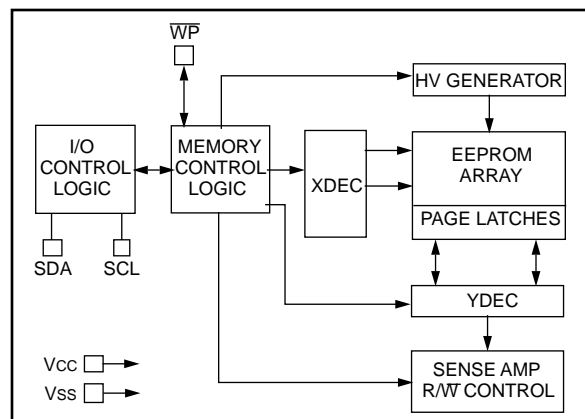 W̅P̅
HV GENERATOR
I/O
CONTROL
LOGIC
MEMORY
CONTROL
LOGIC
XDEC
EEPROM
ARRAY
PAGE LATCHES
SDA
SCL
YDEC
Vcc
Vss
SENSE AMP
R/W̅ CONTROL